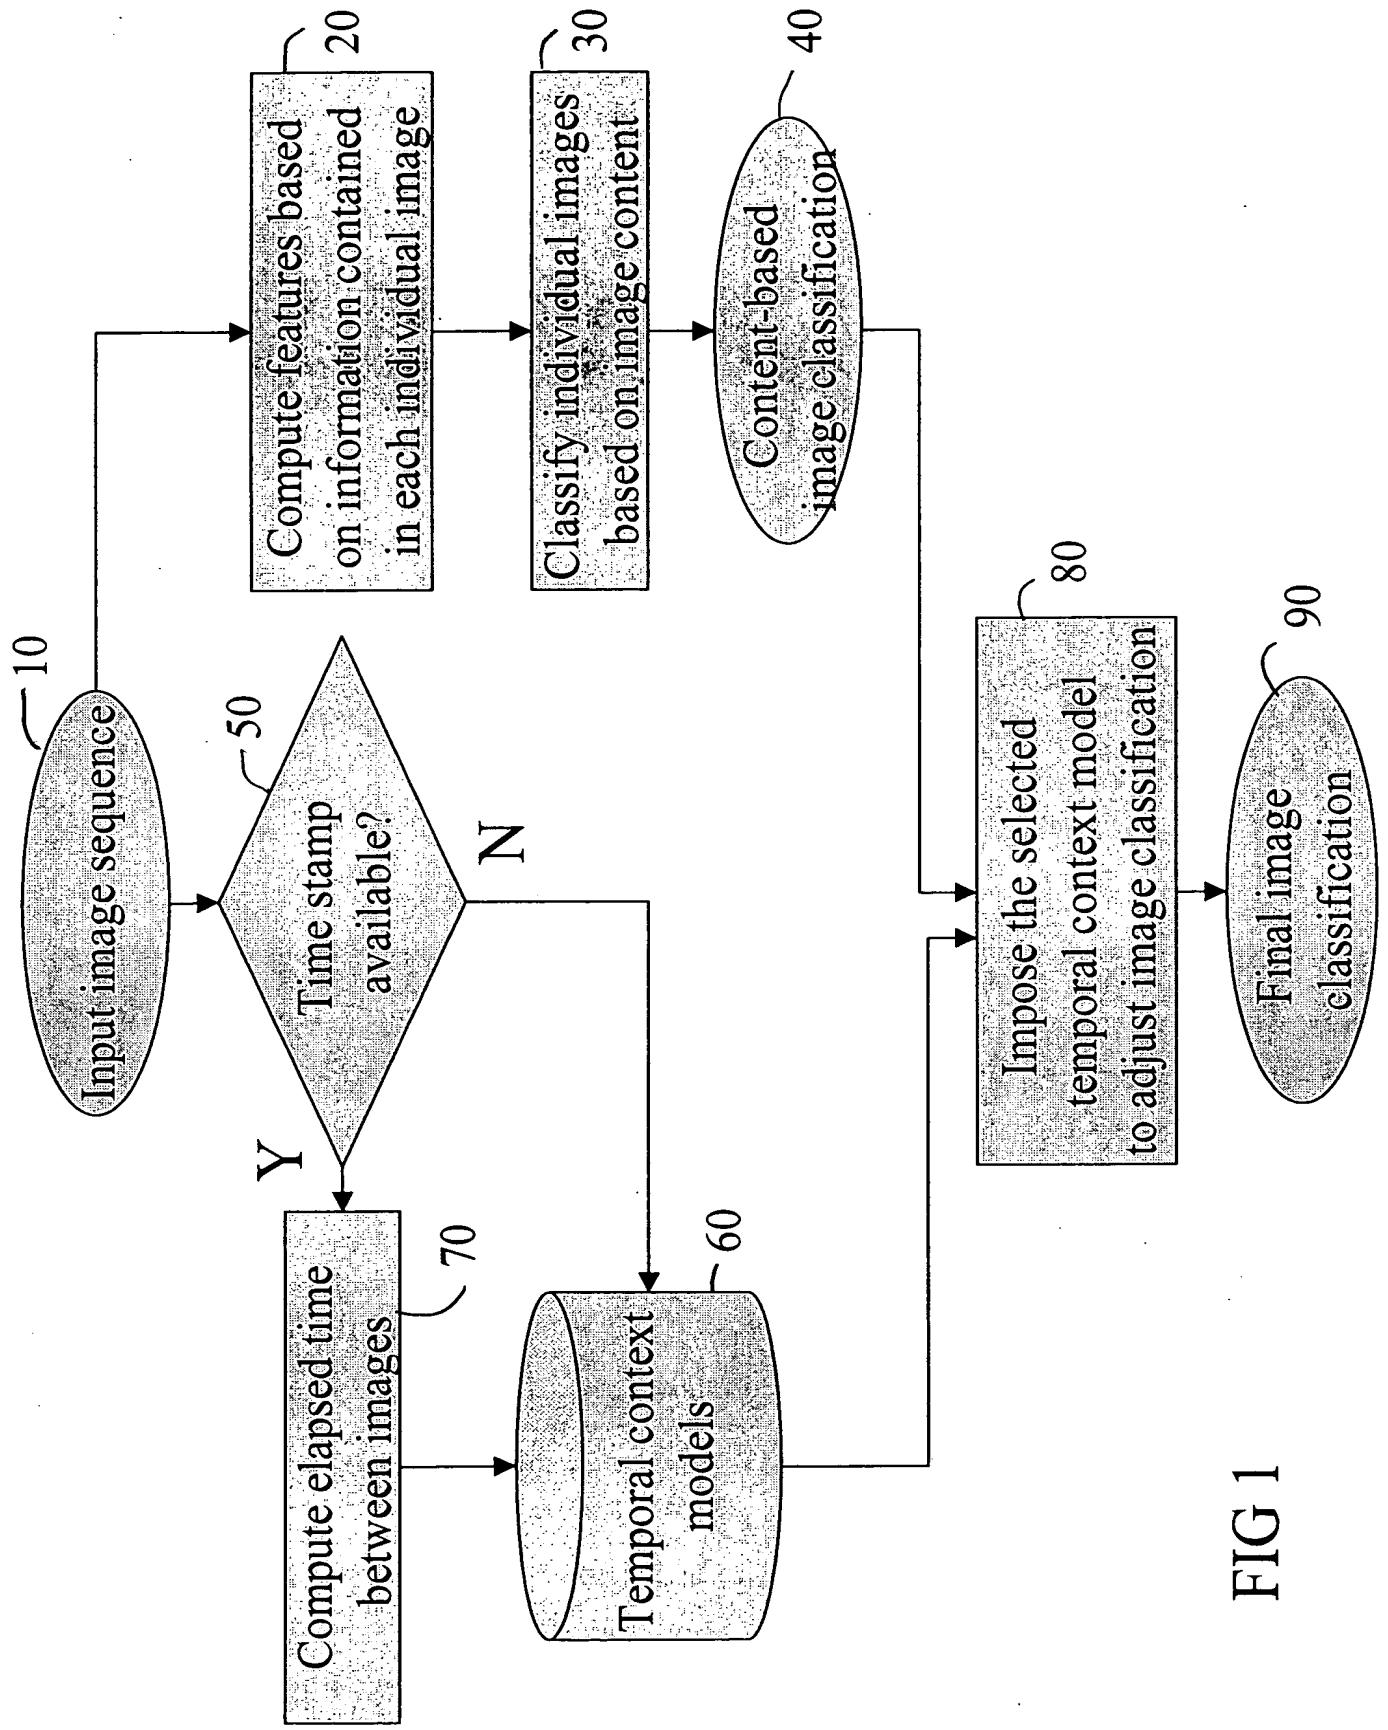 10
Input image sequence
20
Compute features based
on information contained
in each individual image
50
Time stamp
available?
Y
N
30
Classify individual images
based on image content
70
Compute elapsed time
between images
40
Content-based
image classification
60
Temporal context
models
80
Impose the selected
temporal context model
to adjust image classification
90
Final image
classification
FIG 1